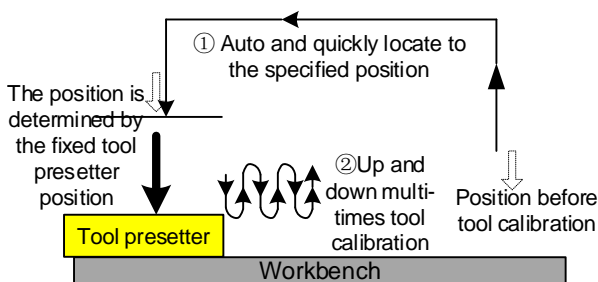 ① Auto and quickly locate to
the specified position
The position is
determined by
the fixed tool
presetter
position
②Up and
down multi-
times tool
calibration
Position before
tool calibration
Tool presetter
Workbench